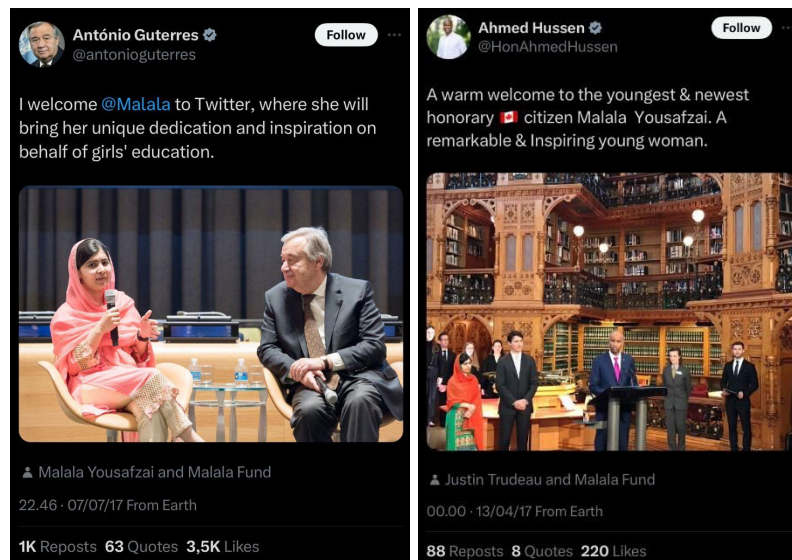 António Guterres
@antonioguterres
Follow
I welcome @Malala to Twitter, where she will
bring her unique dedication and inspiration on
behalf of girls' education.
Malala Yousafzai and Malala Fund
22.46 · 07/07/17 From Earth
1K Reposts 63 Quotes 3,5K Likes
Ahmed Hussen
@HonAhmedHussen
Follow
A warm welcome to the youngest & newest
honorary 🇨🇦 citizen Malala Yousafzai. A
remarkable & Inspiring young woman.
Justin Trudeau and Malala Fund
00.00 · 13/04/17 From Earth
88 Reposts 8 Quotes 220 Likes